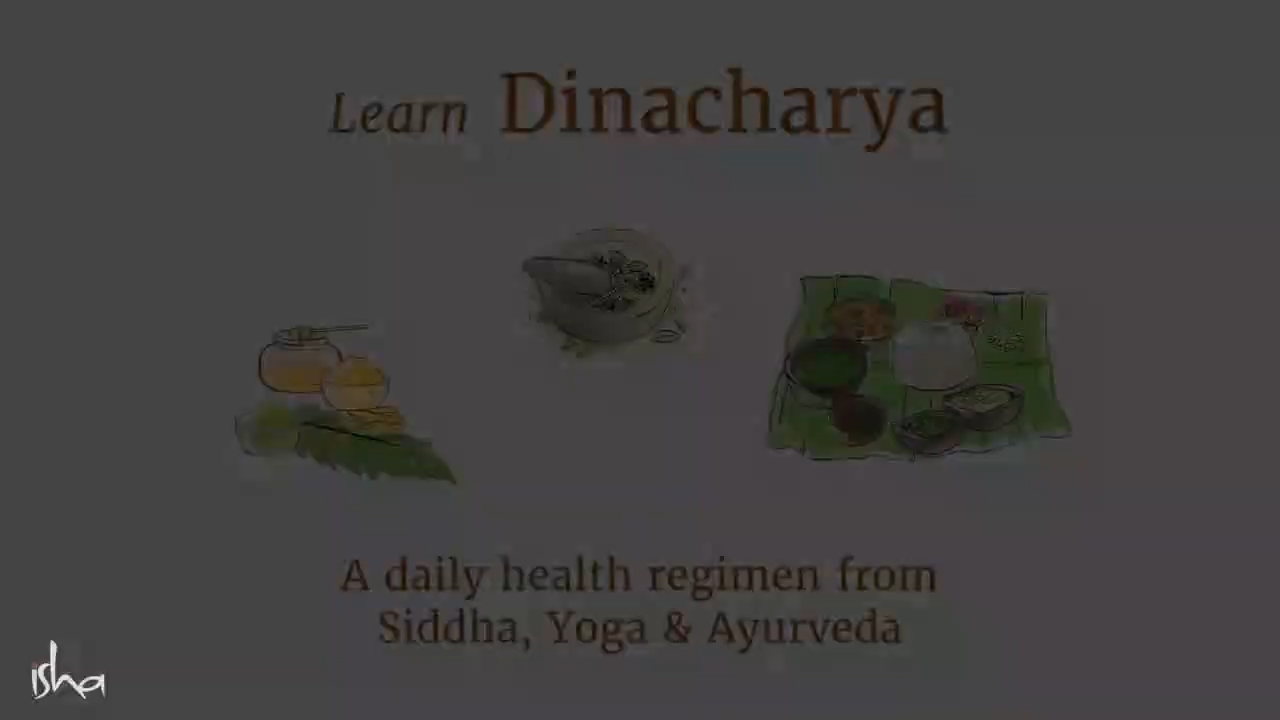 Learn Dinacharya
A daily health regimen from
Siddha, Yoga & Ayurveda
isha